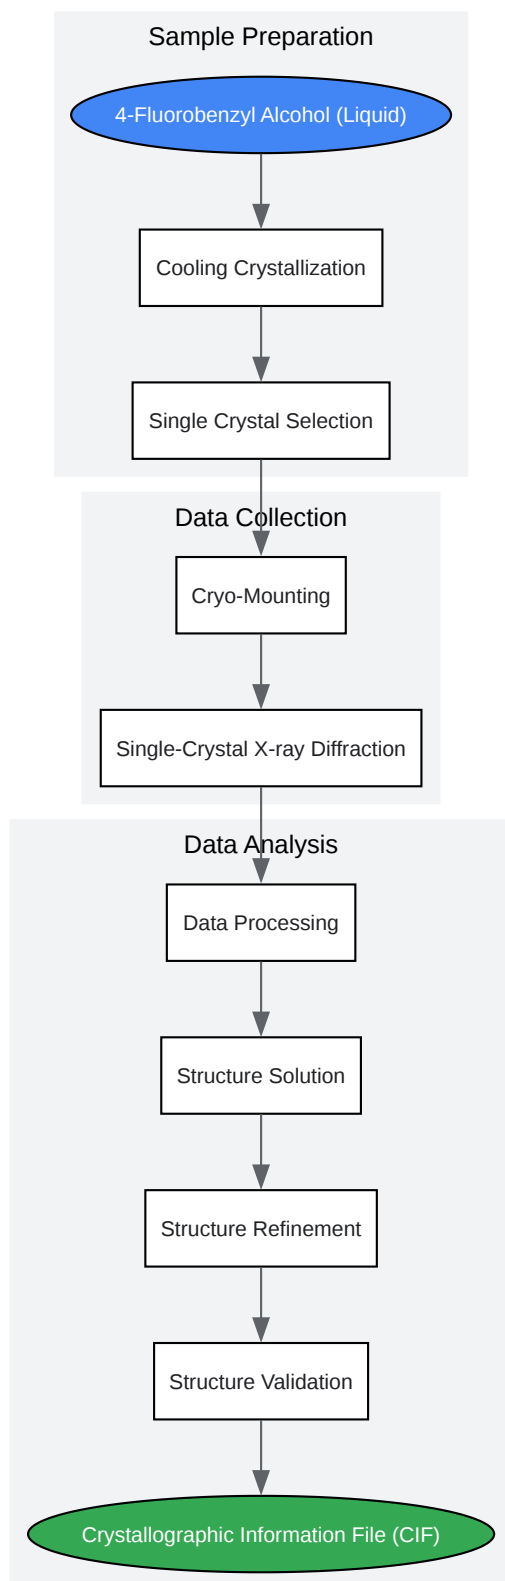 Sample Preparation
4-Fluorobenzyl Alcohol (Liquid)
Cooling Crystallization
Single Crystal Selection
Data Collection
Cryo-Mounting
Single-Crystal X-ray Diffraction
Data Analysis
Data Processing
Structure Solution
Structure Refinement
Structure Validation
Crystallographic Information File (CIF)